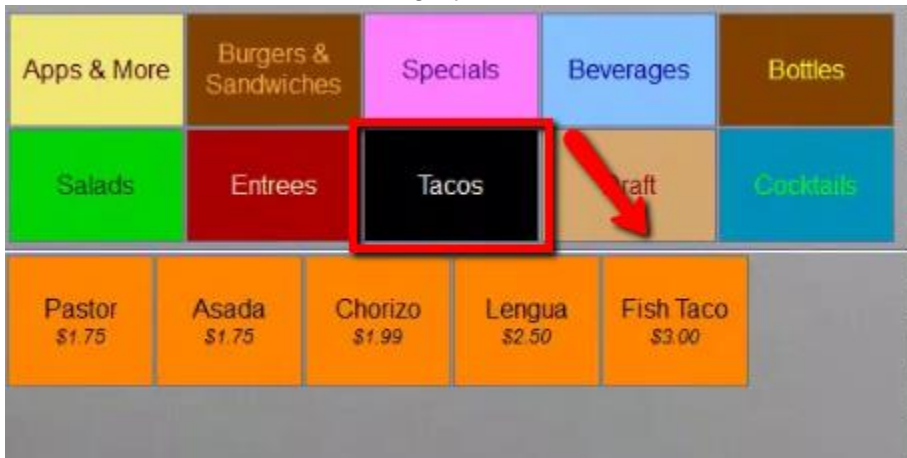 Apps & More
Burgers &
Sandwiches
Specials
Beverages
Bottles
Salads
Entrees
Tacos
Cocktails
Pastor
$1.75
Asada
$1.75
Chorizo
$1.99
Lengua
$2.50
Fish Taco
$3.00